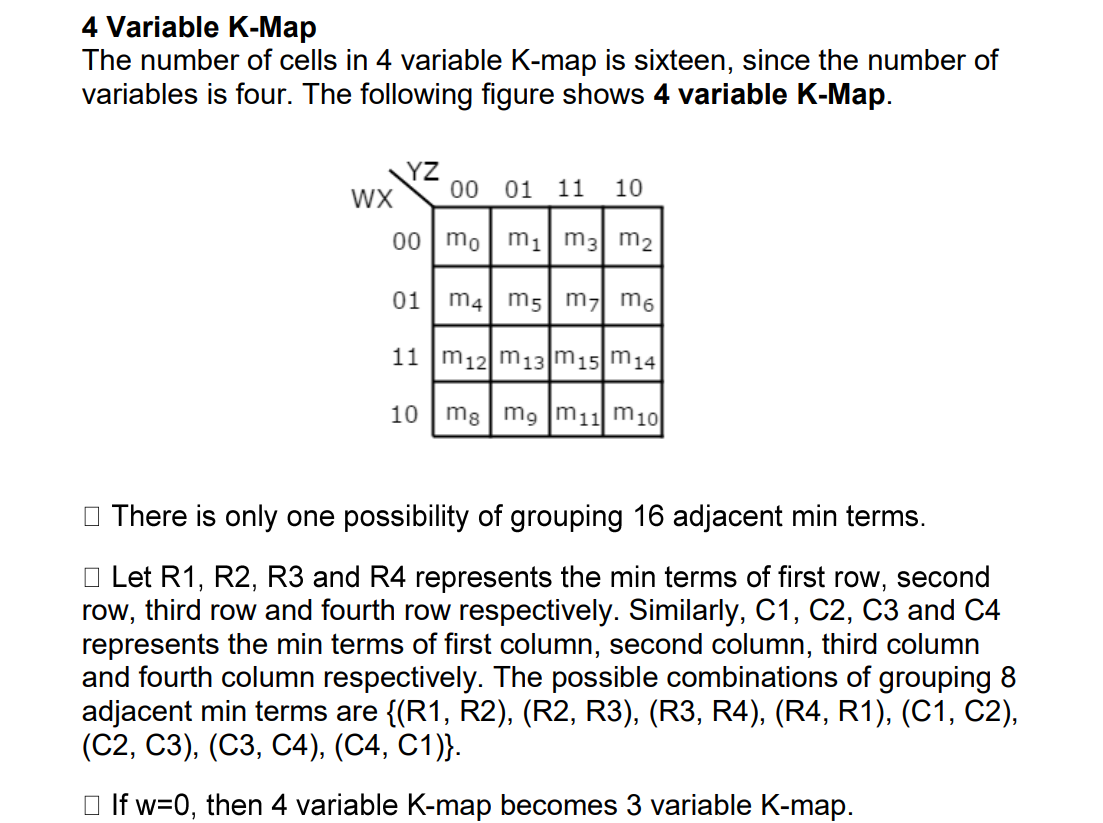 4 Variable K-Map
The number of cells in 4 variable K-map is sixteen, since the number of
variables is four. The following figure shows 4 variable K-Map.
YZ
WX 00 01 11 10
00 m0 m1 m3 m2
01 m4 m5 m7 m6
11 m12 m13 m15 m14
10 m8 m9 m11 m10
□ There is only one possibility of grouping 16 adjacent min terms.
□ Let R1, R2, R3 and R4 represents the min terms of first row, second
row, third row and fourth row respectively. Similarly, C1, C2, C3 and C4
represents the min terms of first column, second column, third column
and fourth column respectively. The possible combinations of grouping 8
adjacent min terms are {(R1, R2), (R2, R3), (R3, R4), (R4, R1), (C1, C2),
(C2, C3), (C3, C4), (C4, C1)}.
□ If w=0, then 4 variable K-map becomes 3 variable K-map.